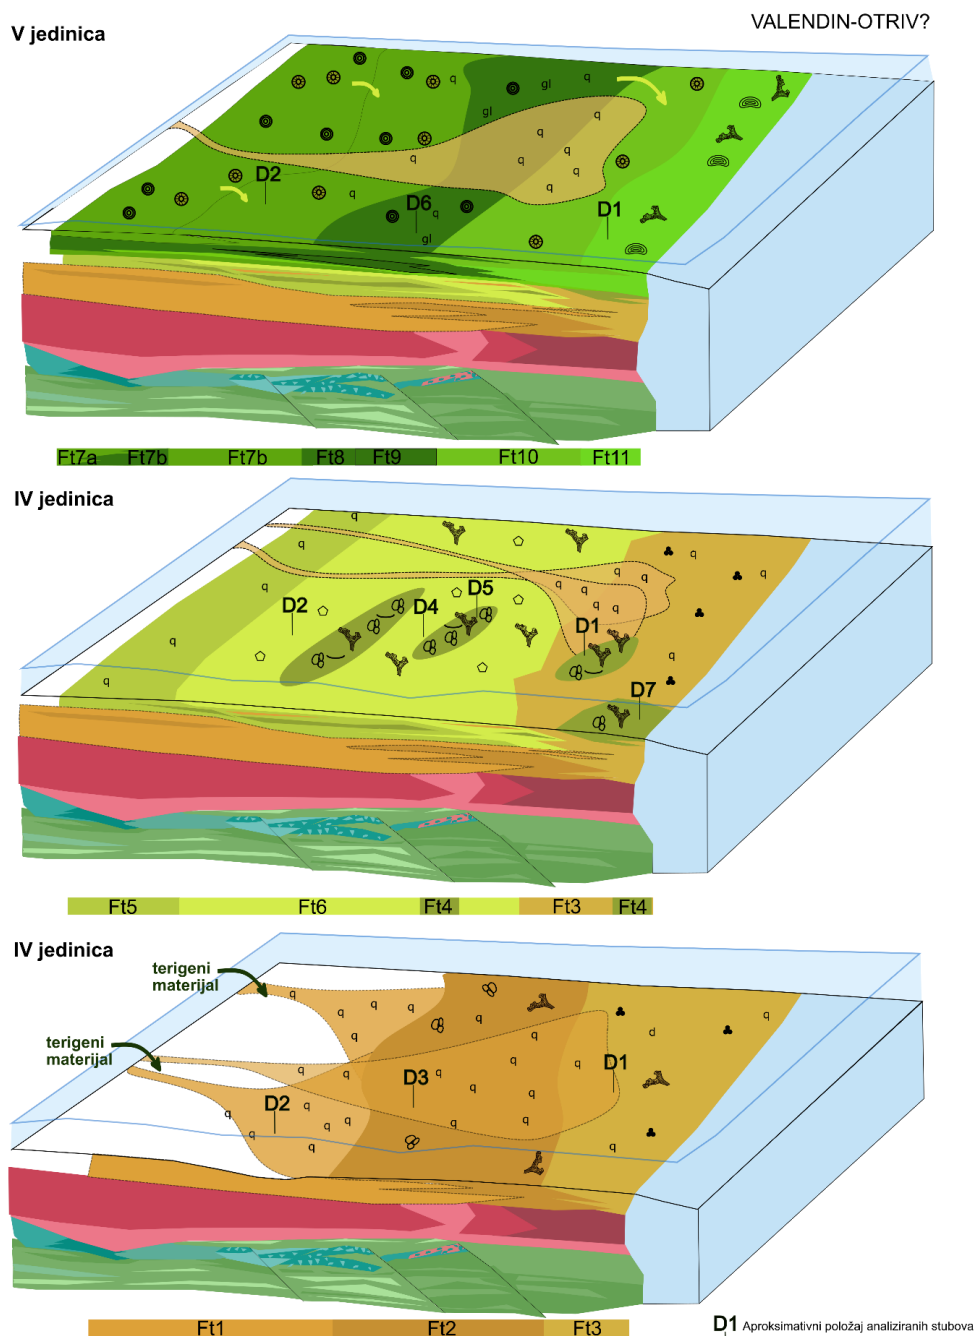 V jedinica
VALENDIN-OTRIV?
q
q
gl
q
gl
q
q
q
q
q
q
q
D2
q
D6
q
gl
D1
Ft7a
Ft7b
Ft7b
Ft8
Ft9
Ft10
Ft11
IV jedinica
q
q
q
q
q
q
q
q
q
q
q
D2
D4
D5
D1
q
q
q
D7
Ft5
Ft6
Ft4
Ft3
Ft4
IV jedinica
terigeni
materijal
terigeni
materijal
q
q
q
q
q
q
q
d
q
q
q
q
D3
D1
q
q
D2
q
q
q
q
q
q
q
q
q
q
Ft1
Ft2
Ft3
D1 Aproksimativni položaj analiziranih stubova